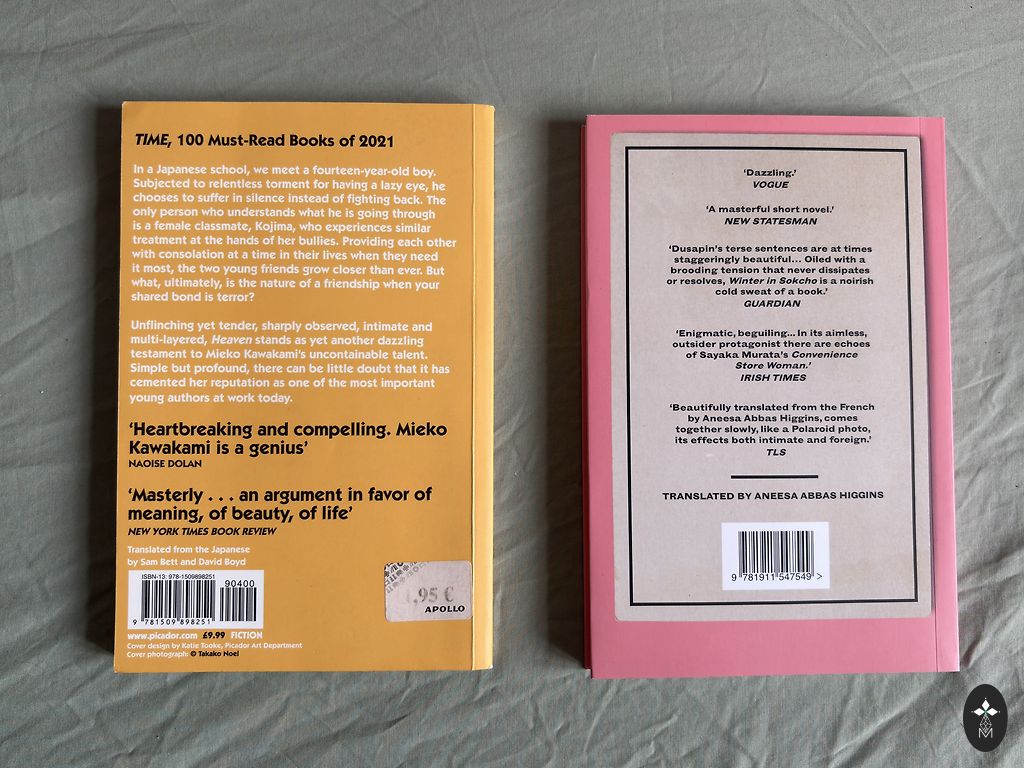 TIME, 100 Must-Read Books of 2021
In a Japanese school, we meet a fourteen-year-old boy.
Subjected to relentless torment for having a lazy eye, he
chooses to suffer in silence instead of fighting back. The
only person who understands what he is going through
is a female classmate, Kojima, who experiences similar
treatment at the hands of her bullies. Providing each other
with consolation at a time in their lives when they need
it most, the two young friends grow closer than ever. But
what, ultimately, is the nature of a friendship when your
shared bond is terror?
Unflinching yet tender, sharply observed, intimate and
multi-layered, Heaven stands as yet another dazzling
testament to Mieko Kawakami's uncontainable talent.
Simple but profound, there can be little doubt that it has
cemented her reputation as one of the most important
young authors at work today.
‘Heartbreaking and compelling. Mieko
Kawakami is a genius’
NAOISE DOLAN
‘Masterly . . . an argument in favor of
meaning, of beauty, of life’
NEW YORK TIMES BOOK REVIEW
Translated from the Japanese
by Sam Bett and David Boyd
ISBN-13: 978-1509898251
90400
9 781509 898251
,95 €
APOLLO
www.picador.com £9.99 FICTION
Cover design by Katie Tooke, Picador Art Department
Cover photograph: © Takako Noel
‘Dazzling.’
VOGUE
‘A masterful short novel.’
NEW STATESMAN
‘Dusapin’s terse sentences are at times
staggeringly beautiful... Oiled with a
brooding tension that never dissipates
or resolves, Winter in Sokcho is a noirish
cold sweat of a book.’
GUARDIAN
‘Enigmatic, beguiling... In its aimless,
outsider protagonist there are echoes
of Sayaka Murata’s Convenience
Store Woman.’
IRISH TIMES
‘Beautifully translated from the French
by Aneesa Abbas Higgins, comes
together slowly, like a Polaroid photo,
its effects both intimate and foreign.’
TLS
TRANSLATED BY ANEESA ABBAS HIGGINS
9 781911 547549 >
M